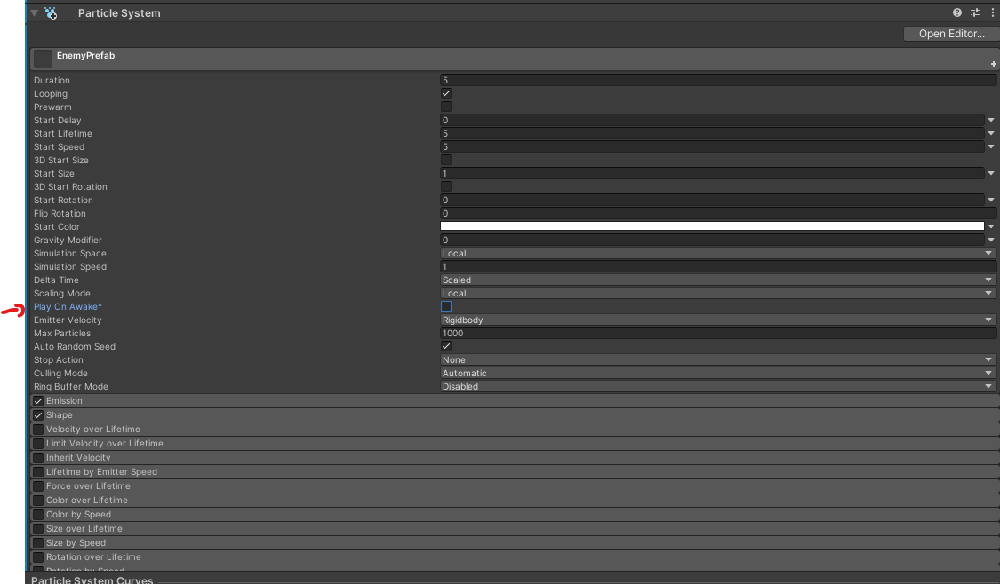 Particle System
Open Editor...
EnemyPrefab
Duration 5
Looping
Prewarm
Start Delay 0
Start Lifetime 5
Start Speed 5
3D Start Size
Start Size 1
3D Start Rotation
Start Rotation 0
Flip Rotation 0
Start Color
Gravity Modifier 0
Simulation Space Local
Simulation Speed 1
Delta Time Scaled
Scaling Mode Local
Play On Awake*
Emitter Velocity Rigidbody
Max Particles 1000
Auto Random Seed
Stop Action None
Culling Mode Automatic
Ring Buffer Mode Disabled
Emission
Shape
Velocity over Lifetime
Limit Velocity over Lifetime
Inherit Velocity
Lifetime by Emitter Speed
Force over Lifetime
Color over Lifetime
Color by Speed
Size over Lifetime
Size by Speed
Rotation over Lifetime
Rotation by Speed
Particle System Curves